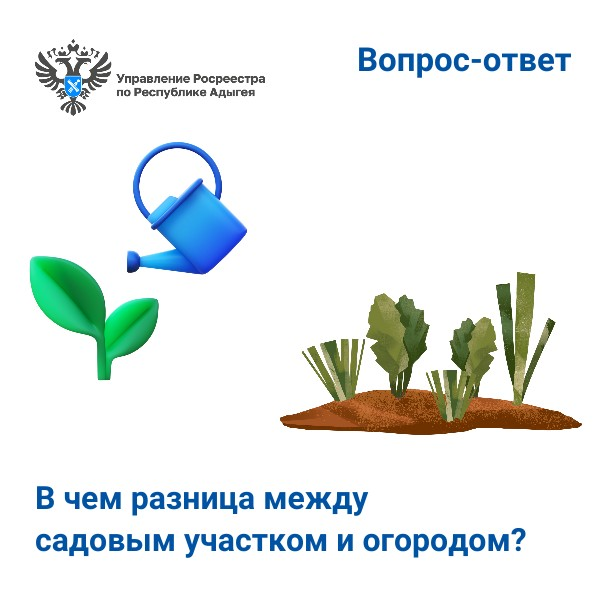 Управление Росреестра
по Республике Адыгея
Вопрос-ответ
В чем разница между
садовым участком и огородом?